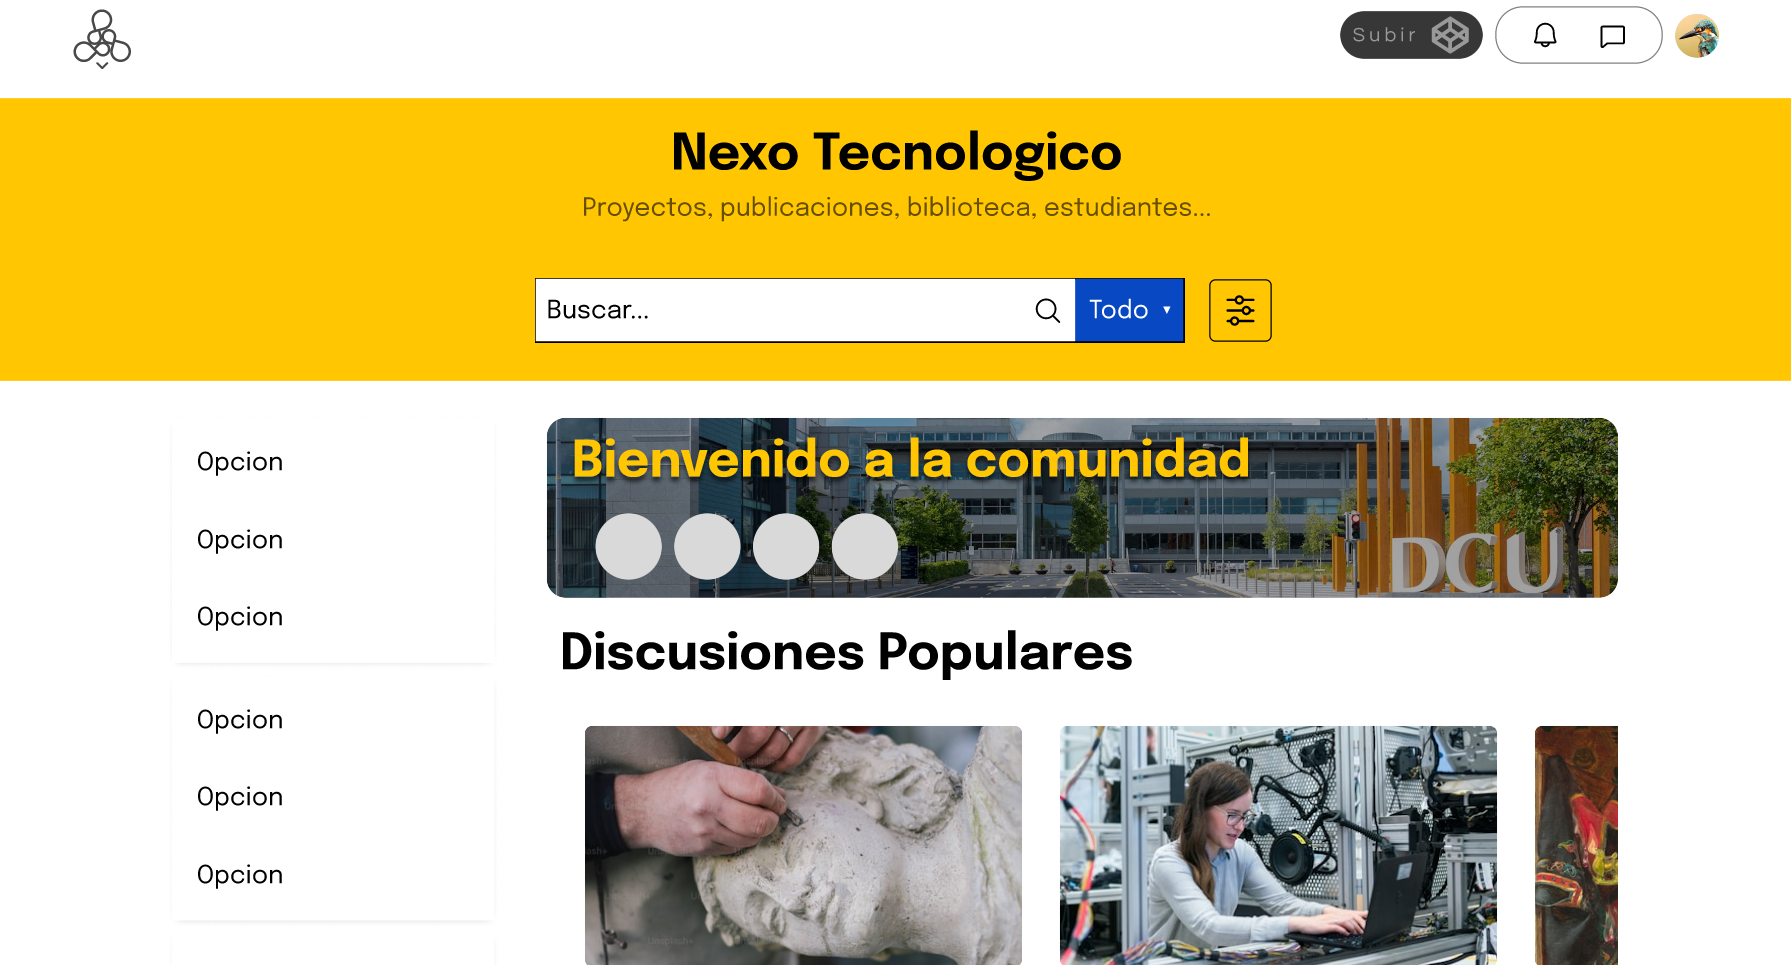 Subir
Nexo Tecnologico
Proyectos, publicaciones, biblioteca, estudiantes...
Buscar...
Todo
Opcion
Opcion
Opcion
Opcion
Opcion
Opcion
Bienvenido a la comunidad
DCU
Discusiones Populares